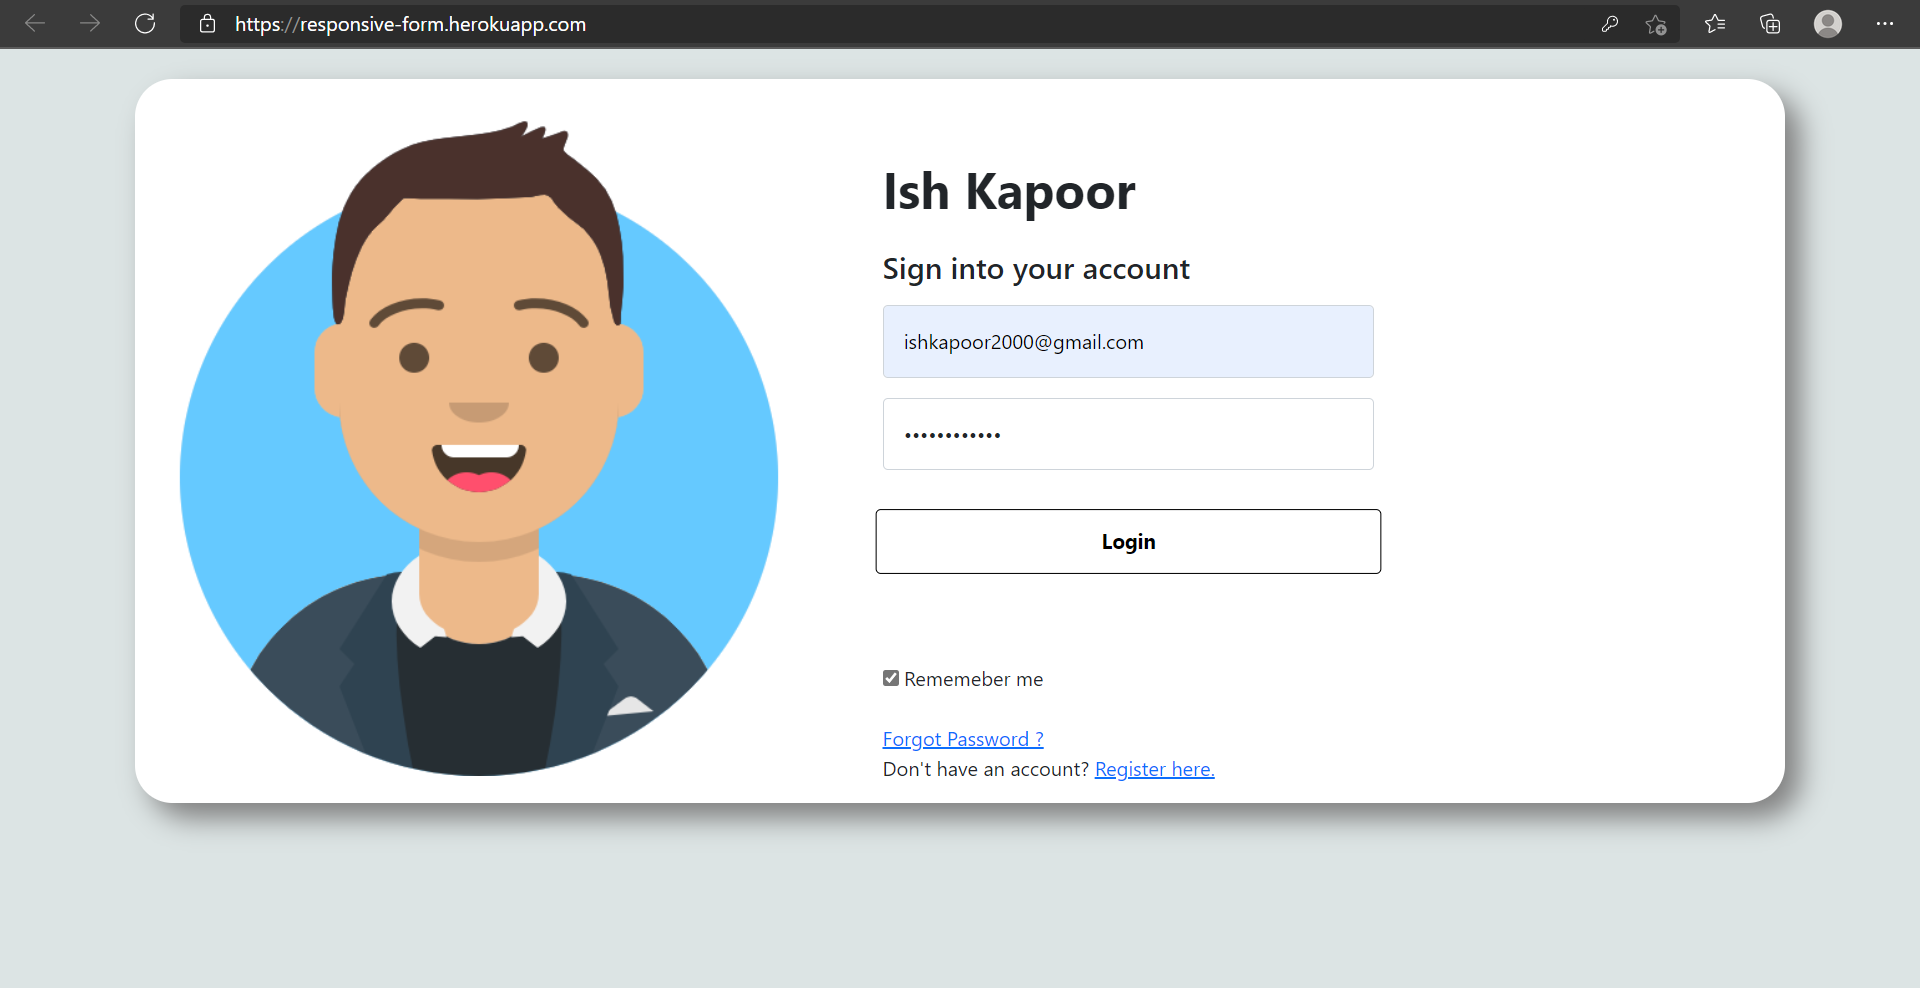 https://responsive-form.herokuapp.com
Ish Kapoor
Sign into your account
ishkapoor2000@gmail.com
••••••••••••
Login
Rememeber me
Forgot Password ?
Don't have an account? Register here.